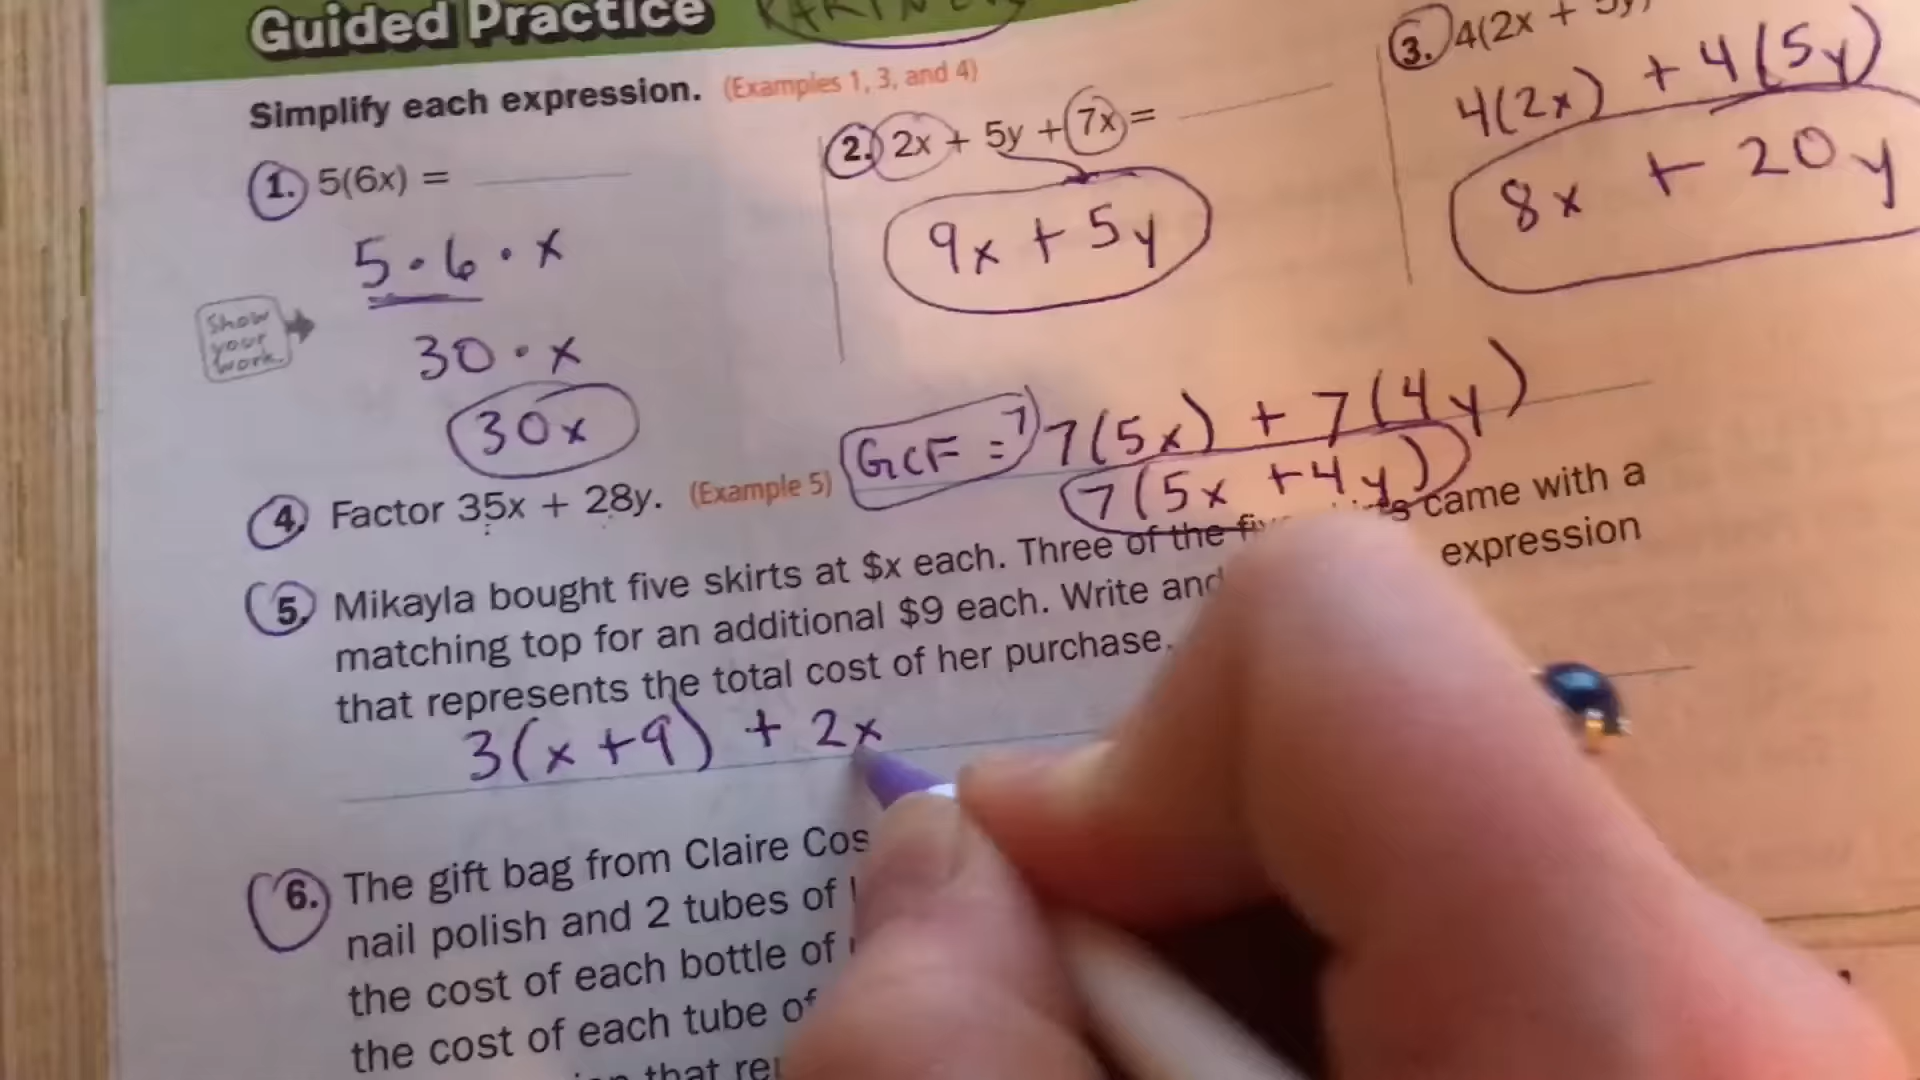 Guided Practice
Simplify each expression. (Examples 1, 3, and 4)
1. 5(6x) =
5 · 6 · x
30 · x
30x
Show
your
work.
2. 2x + 5y + 7x =
9x + 5y
3. 4(2x + 5y)
4(2x) + 4(5y)
8x + 20y
4. Factor 35x + 28y. (Example 5)
GCF = 7
7(5x) + 7(4y)
7(5x + 4y)
5. Mikayla bought five skirts at $x each. Three of the came with a
matching top for an additional $9 each. Write and expression
that represents the total cost of her purchase.
3(x + 9) + 2x
6. The gift bag from Claire
nail polish and 2 tubes of
the cost of each bottle of
the cost of each tube of
that